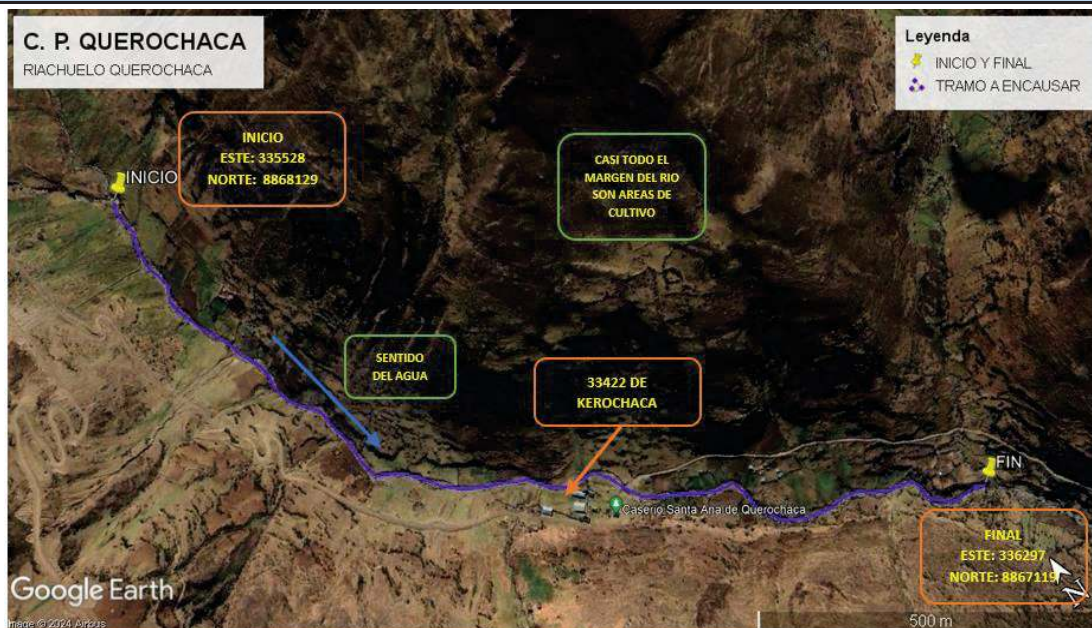 C. P. QUEROCHACA
RIACHUELO QUEROCHACA
Leyenda
INICIO Y FINAL
TRAMO A ENCAUSAR
INICIO
ESTE: 335528
NORTE: 8868129
INICIO
CASI TODO EL
MARGEN DEL RIO
SON AREAS DE
CULTIVO
SENTIDO
DEL AGUA
33422 DE
KEROCHACA
FIN
Caserio Santa Ana de Querochaca
FINAL
ESTE: 336297
NORTE: 8867119
N
Google Earth
Image © 2024 Airbus
500 m